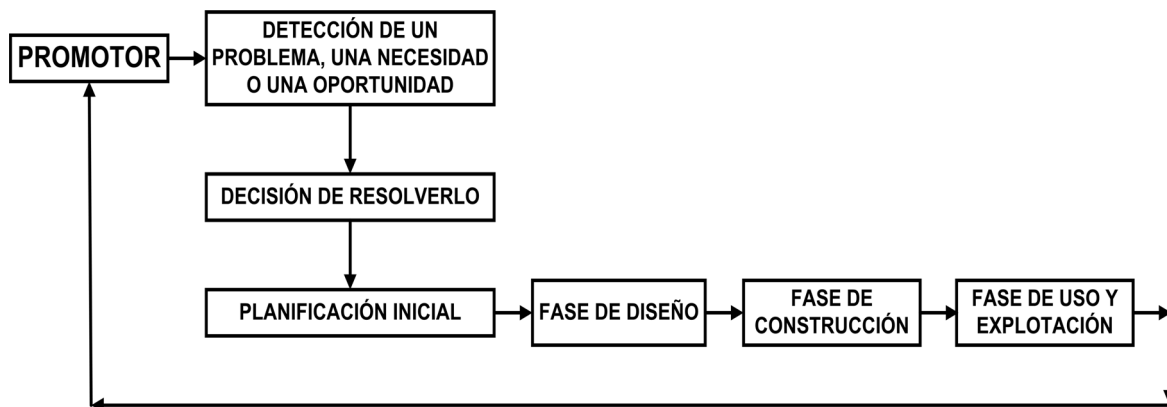 PROMOTOR
DETECCIÓN DE UN
PROBLEMA, UNA NECESIDAD
O UNA OPORTUNIDAD
DECISIÓN DE RESOLVERLO
PLANIFICACIÓN INICIAL
FASE DE DISEÑO
FASE DE
CONSTRUCCIÓN
FASE DE USO Y
EXPLOTACIÓN